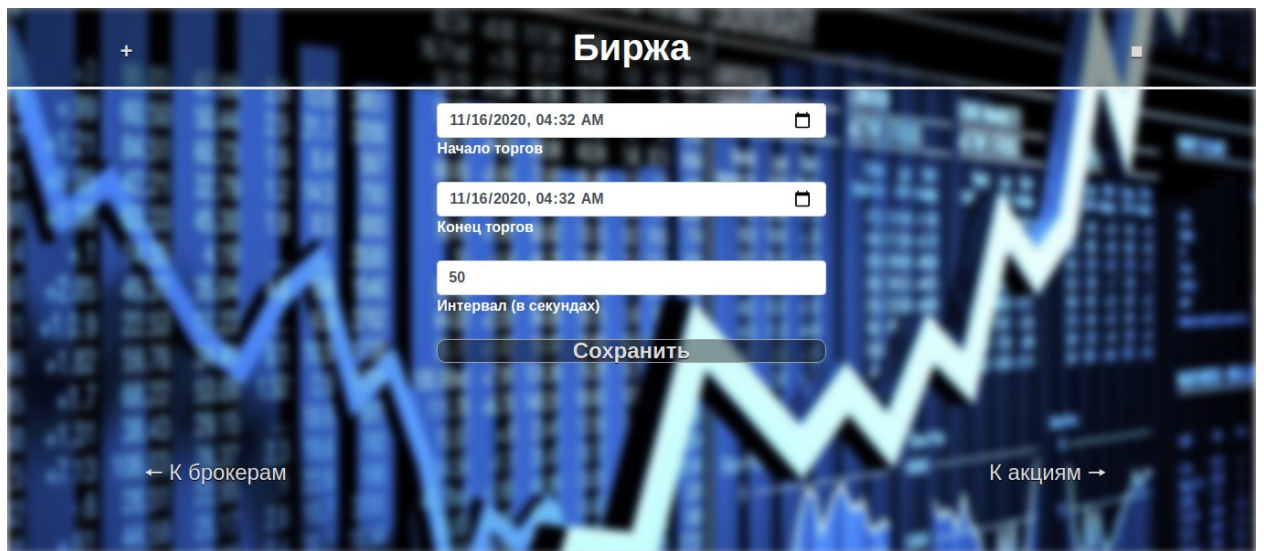 +
Биржа
11/16/2020, 04:32 AM
Начало торгов
11/16/2020, 04:32 AM
Конец торгов
50
Интервал (в секундах)
Сохранить
← К брокерам
К акциям →